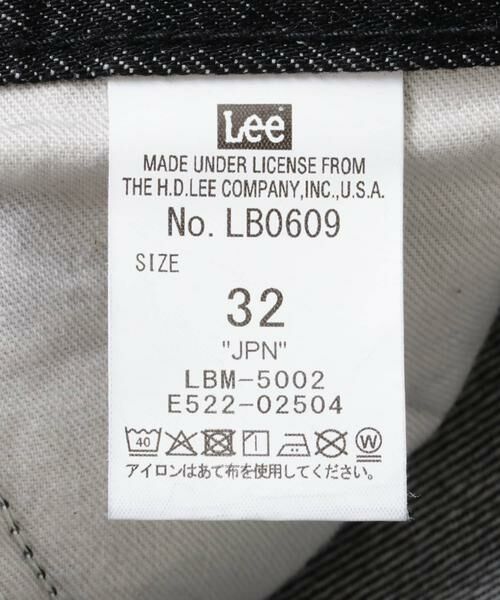 Lee
MADE UNDER LICENSE FROM
THE H.D.LEE COMPANY,INC.,U.S.A.
No. LB0609
SIZE
32
"JPN"
LBM-5002
E522-02504
40 W
アイロンはあて布を使用してください。